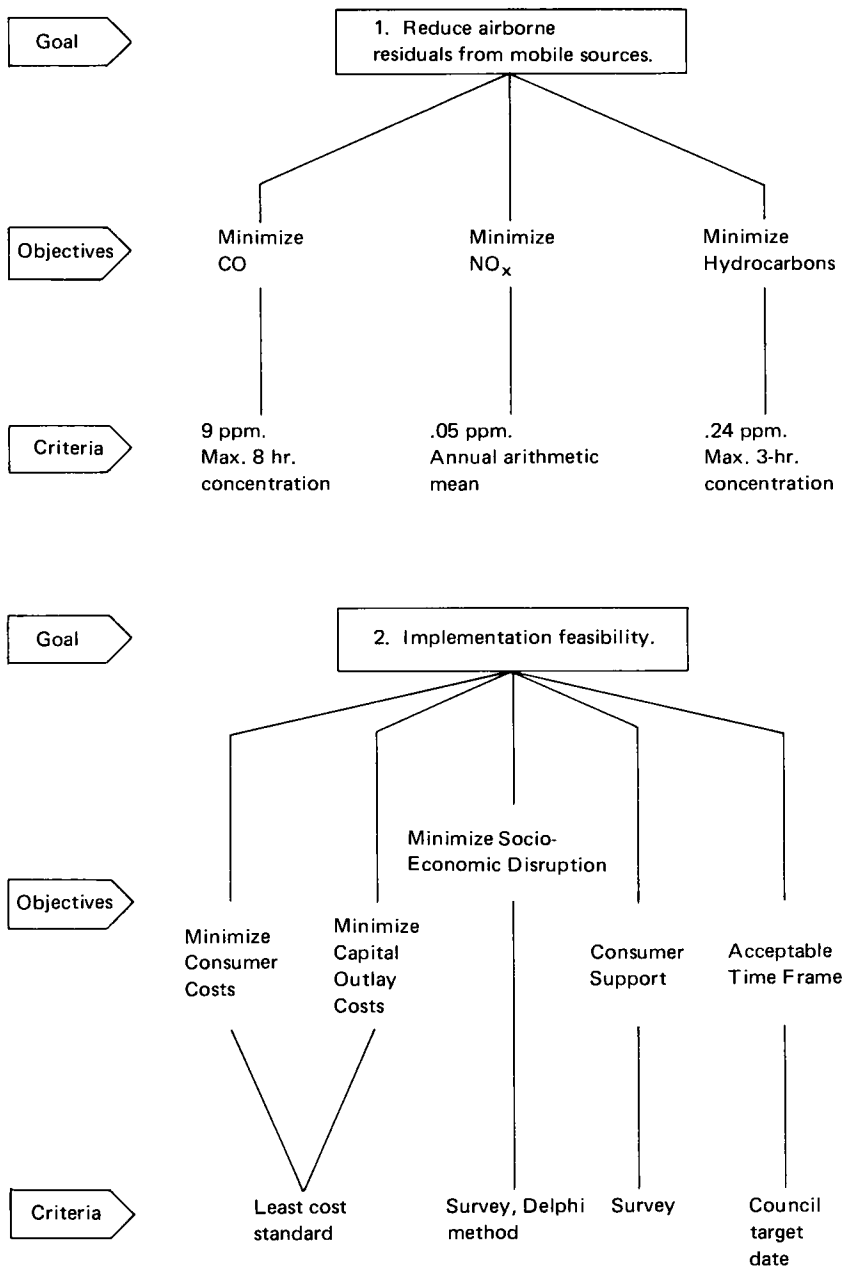 Goal
1. Reduce airborne
residuals from mobile sources.
Objectives
Minimize
CO
Minimize
NOx
Minimize
Hydrocarbons
Criteria
9 ppm.
Max. 8 hr.
concentration
.05 ppm.
Annual arithmetic
mean
.24 ppm.
Max. 3-hr.
concentration
Goal
2. Implementation feasibility.
Objectives
Minimize
Consumer
Costs
Minimize
Capital
Outlay
Costs
Minimize Socio-
Economic Disruption
Consumer
Support
Acceptable
Time Frame
Criteria
Least cost
standard
Survey, Delphi
method
Survey
Council
target
date